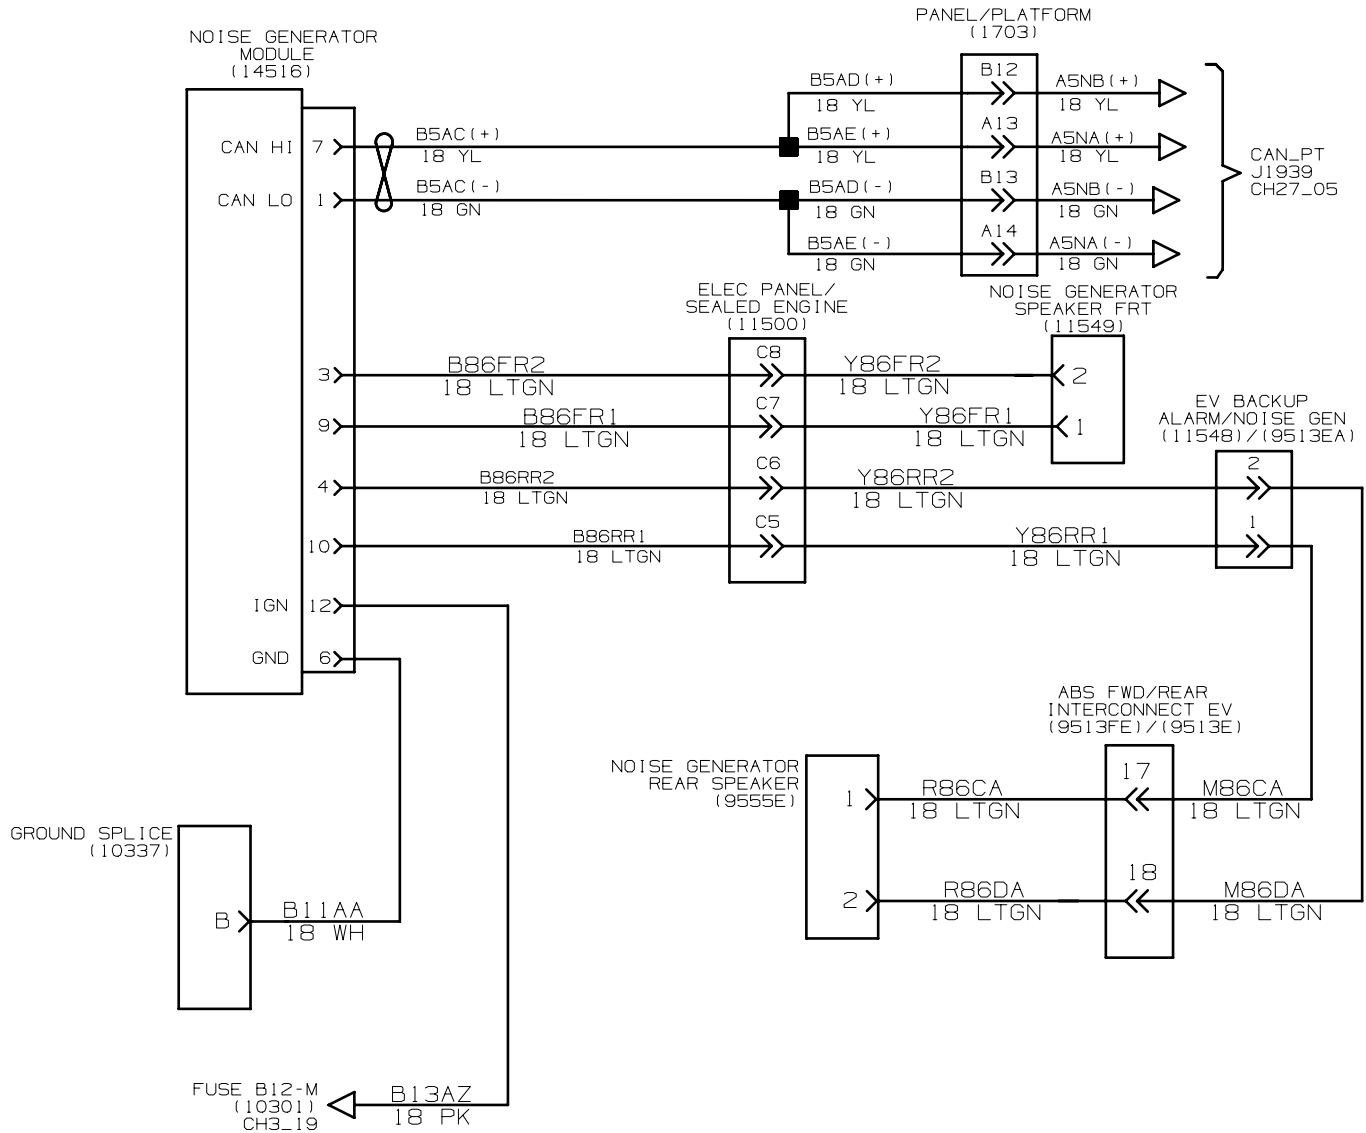 NOISE GENERATOR
MODULE
(14516)
CAN HI 7
CAN LO 1
3
9
4
10
IGN 12
GND 6
B5AC(+)
18 YL
B5AC(-)
18 GN
B5AD(+)
18 YL
B5AE(+)
18 YL
B5AD(-)
18 GN
B5AE(-)
18 GN
PANEL/PLATFORM
(1703)
B12
A13
B13
A14
A5NB(+)
18 YL
A5NA(+)
18 YL
A5NB(-)
18 GN
A5NA(-)
18 GN
CAN_PT
J1939
CH27_05
ELEC PANEL/
SEALED ENGINE
(11500)
C8
C7
C6
C5
B86FR2
18 LTGN
B86FR1
18 LTGN
B86RR2
18 LTGN
B86RR1
18 LTGN
Y86FR2
18 LTGN
Y86FR1
18 LTGN
Y86RR2
18 LTGN
Y86RR1
18 LTGN
NOISE GENERATOR
SPEAKER FRT
(11549)
2
1
EV BACKUP
ALARM/NOISE GEN
(11548)/(9513EA)
2
1
ABS FWD/REAR
INTERCONNECT EV
(9513FE)/(9513E)
17
18
NOISE GENERATOR
REAR SPEAKER
(9555E)
1
2
R86CA
18 LTGN
R86DA
18 LTGN
M86CA
18 LTGN
M86DA
18 LTGN
GROUND SPLICE
(10337)
B
B11AA
18 WH
FUSE B12-M
(10301)
CH3_19
B13AZ
18 PK